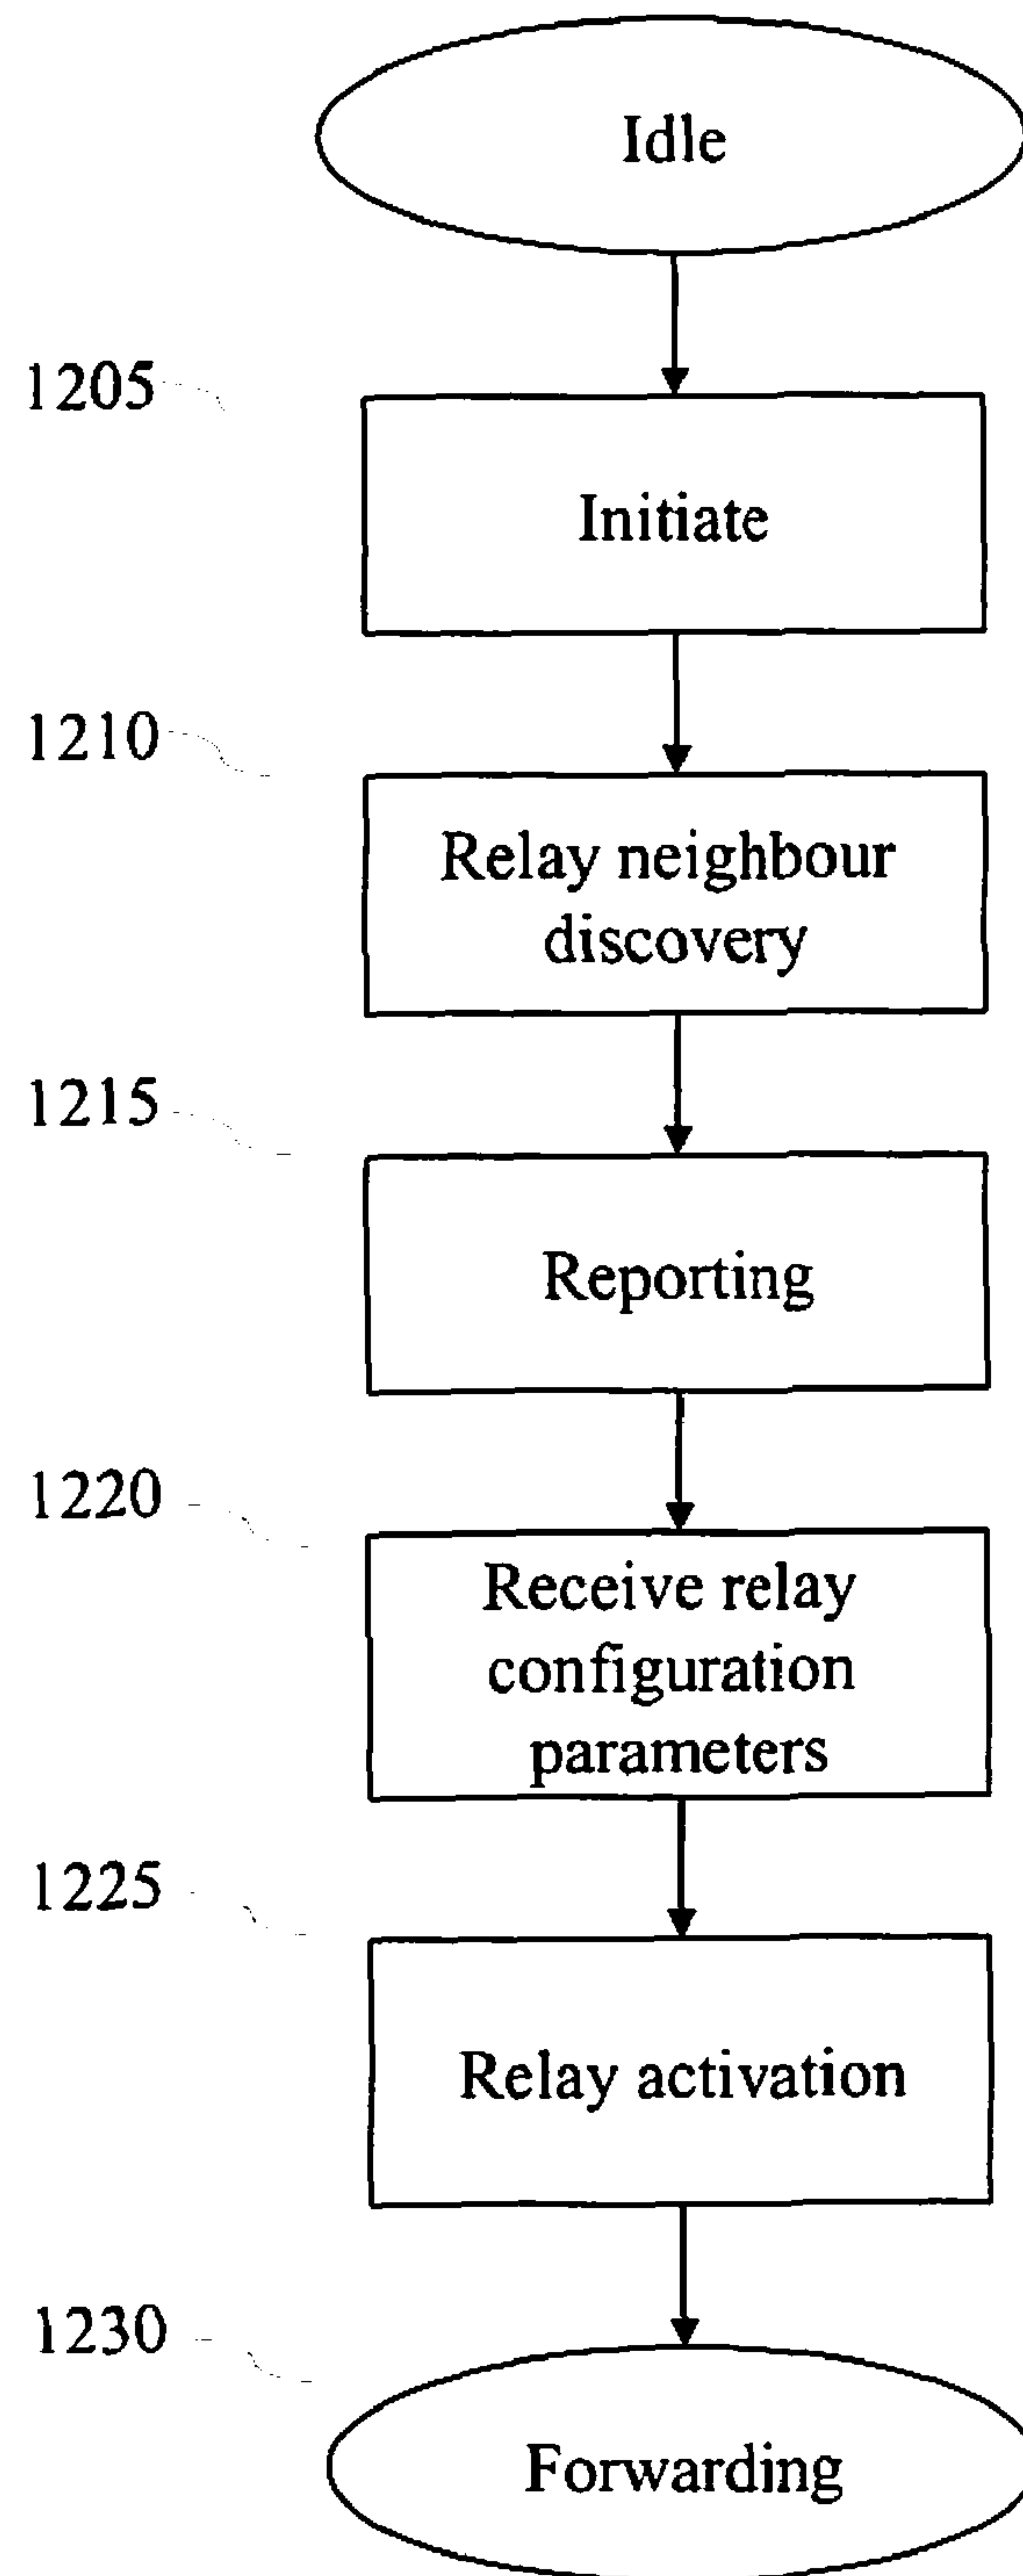 Idle
1205
Initiate
1210
Relay neighbour
discovery
1215
Reporting
1220
Receive relay
configuration
parameters
1225
Relay activation
1230
Forwarding